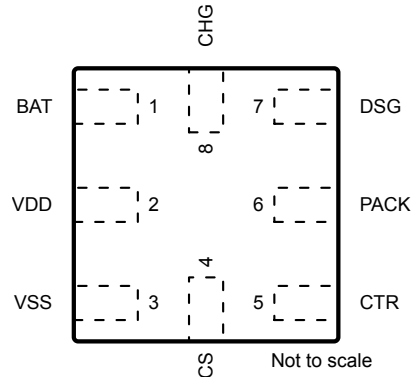 CHG
BAT 1 8 7 DSG
VDD 2 6 PACK
VSS 3 4 5 CTR
CS
Not to scale